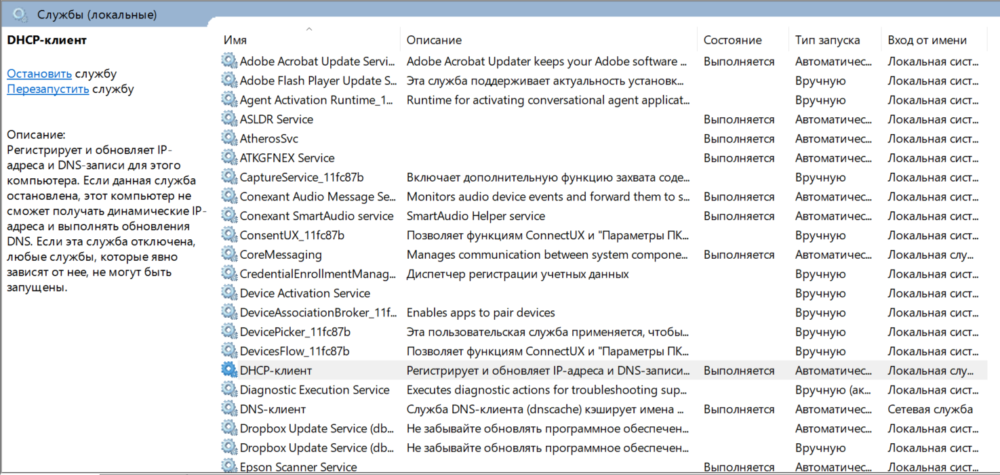 Службы (локальные)
DHCP-клиент
Остановить службу
Перезапустить службу
Описание:
Регистрирует и обновляет IP-
адреса и DNS-записи для этого
компьютера. Если данная служба
остановлена, этот компьютер не
сможет получать динамические IP-
адреса и выполнять обновления
DNS. Если эта служба отключена,
любые службы, которые явно
зависят от нее, не могут быть
запущены.
Имя Описание Состояние Тип запуска Вход от имени
Adobe Acrobat Update Servi... Adobe Acrobat Updater keeps your Adobe software ... Выполняется Автоматичес... Локальная сист...
Adobe Flash Player Update S... Эта служба поддерживает актуальность установк... Вручную Локальная сист...
Agent Activation Runtime_1... Runtime for activating conversational agent applicat... Вручную Локальная сист...
ASLDR Service Выполняется Автоматичес... Локальная сист...
AtherosSvc Выполняется Автоматичес... Локальная сист...
ATKGFNEX Service Выполняется Автоматичес... Локальная сист...
CaptureService_11fc87b Включает дополнительную функцию захвата соде... Вручную Локальная сист...
Conexant Audio Message Se... Monitors audio device events and forward them to s... Выполняется Автоматичес... Локальная сист...
Conexant SmartAudio service SmartAudio Helper service Выполняется Автоматичес... Локальная сист...
ConsentUX_11fc87b Позволяет функциям ConnectUX и "Параметры ПК... Вручную Локальная сист...
CoreMessaging Manages communication between system compone... Выполняется Автоматичес... Локальная слу...
CredentialEnrollmentManag... Диспетчер регистрации учетных данных Вручную Локальная сист...
Device Activation Service Вручную Локальная сист...
DeviceAssociationBroker_11f... Enables apps to pair devices Вручную Локальная сист...
DevicePicker_11fc87b Эта пользовательская служба применяется, чтобы... Вручную Локальная сист...
DevicesFlow_11fc87b Позволяет функциям ConnectUX и "Параметры ПК... Вручную Локальная сист...
DHCP-клиент Регистрирует и обновляет IP-адреса и DNS-записи... Выполняется Автоматичес... Локальная слу...
Diagnostic Execution Service Executes diagnostic actions for troubleshooting sup... Вручную (ак... Локальная сист...
DNS-клиент Служба DNS-клиента (dnscache) кэширует имена ... Выполняется Автоматичес... Сетевая служба
Dropbox Update Service (db... Не забывайте обновлять программное обеспечен... Автоматичес... Локальная сист...
Dropbox Update Service (db... Не забывайте обновлять программное обеспечен... Вручную Локальная сист...
Epson Scanner Service Выполняется Автоматичес... Локальная сист...